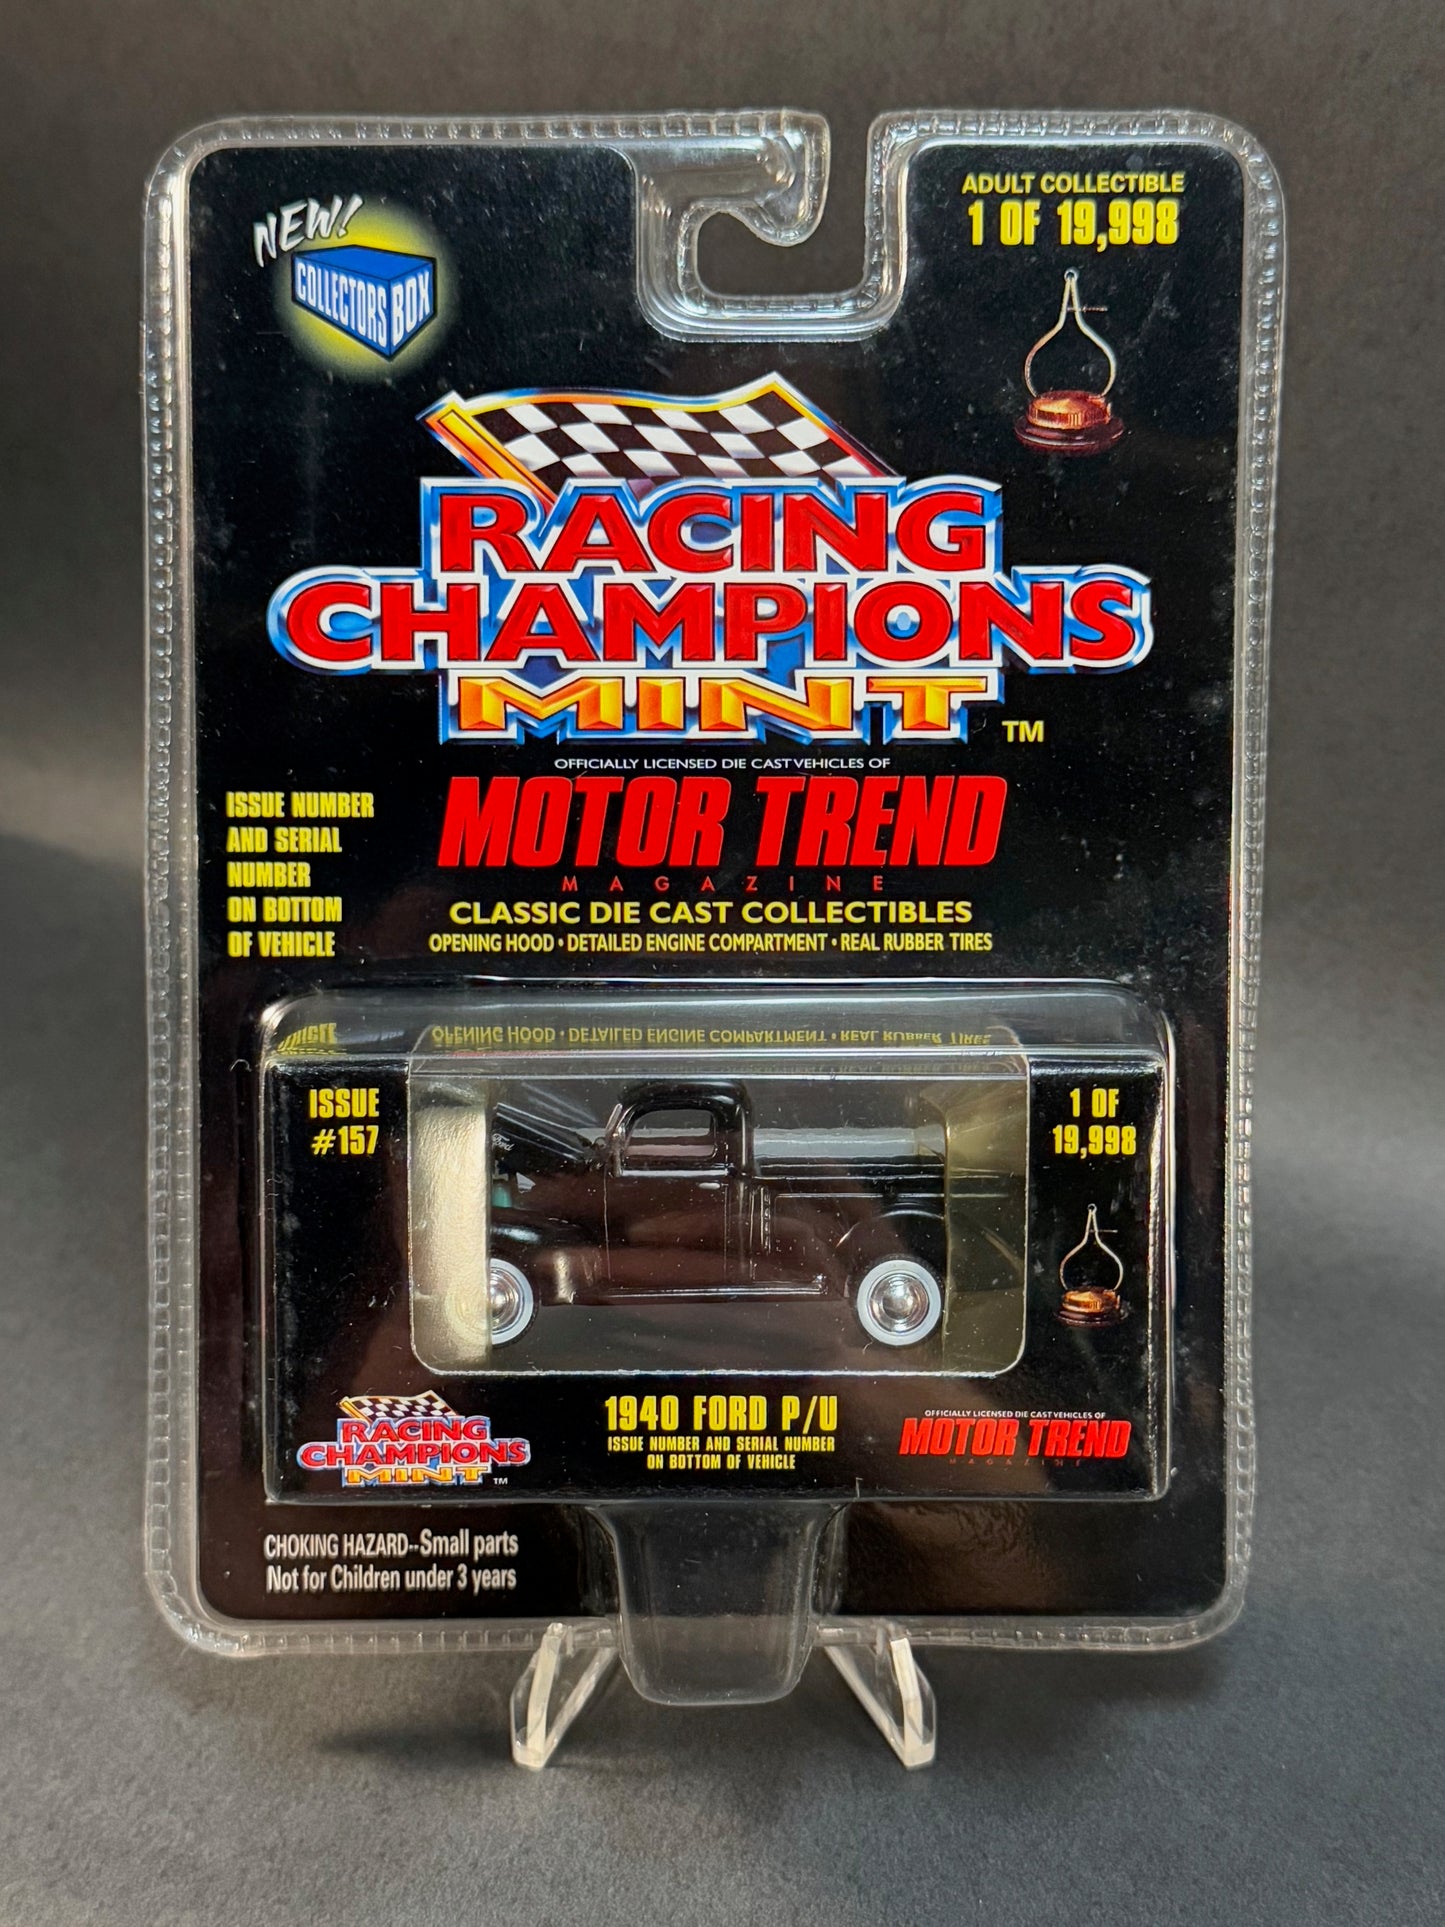 NEW!
COLLECTORS BOX
ADULT COLLECTIBLE
1 OF 19,998
RACING
CHAMPIONS
MINT TM
OFFICIALLY LICENSED DIE CAST VEHICLES OF
MOTOR TREND
MAGAZINE
CLASSIC DIE CAST COLLECTIBLES
OPENING HOOD • DETAILED ENGINE COMPARTMENT • REAL RUBBER TIRES
ISSUE NUMBER
AND SERIAL
NUMBER
ON BOTTOM
OF VEHICLE
ISSUE
#157
Ford
1 OF
19,998
RACING
CHAMPIONS
MINT TM
1940 FORD P/U
ISSUE NUMBER AND SERIAL NUMBER
ON BOTTOM OF VEHICLE
OFFICIALLY LICENSED DIE CAST VEHICLES OF
MOTOR TREND
MAGAZINE
CHOKING HAZARD--Small parts
Not for Children under 3 years